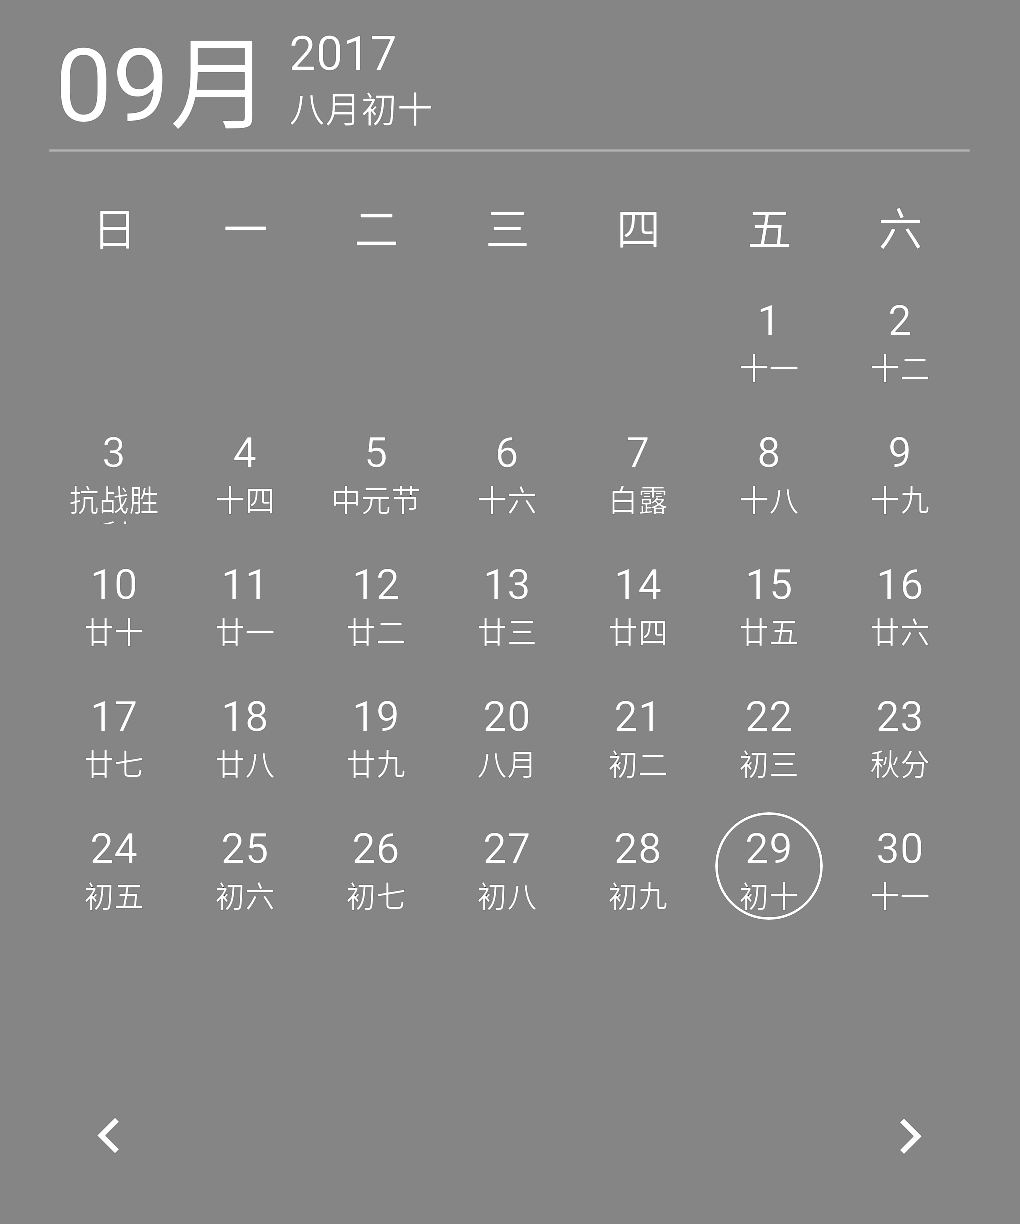 09月
2017
八月初十
日 一 二 三 四 五 六
1 2
十一 十二
3 4 5 6 7 8 9
抗战胜 十四 中元节 十六 白露 十八 十九
10 11 12 13 14 15 16
廿十 廿一 廿二 廿三 廿四 廿五 廿六
17 18 19 20 21 22 23
廿七 廿八 廿九 八月 初二 初三 秋分
24 25 26 27 28 29 30
初五 初六 初七 初八 初九 初十 十一